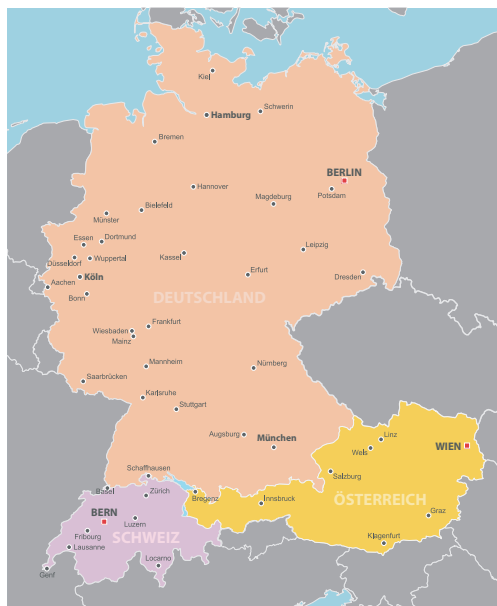 Kiel
Schwerin
Hamburg
Bremen
BERLIN
Hannover
Potsdam
Magdeburg
Bielefeld
Münster
Essen
Dortmund
Leipzig
Düsseldorf
Wuppertal
Kassel
Köln
Erfurt
Dresden
Aachen
Bonn
DEUTSCHLAND
Frankfurt
Wiesbaden
Mainz
Mannheim
Nürnberg
Saarbrücken
Karlsruhe
Stuttgart
Augsburg
München
Linz
WIEN
Wels
Schaffhausen
Salzburg
Basel
Zürich
Bregenz
Innsbruck
ÖSTERREICH
BERN
Luzern
Graz
Fribourg
SCHWEIZ
Klagenfurt
Lausanne
Locarno
Genf